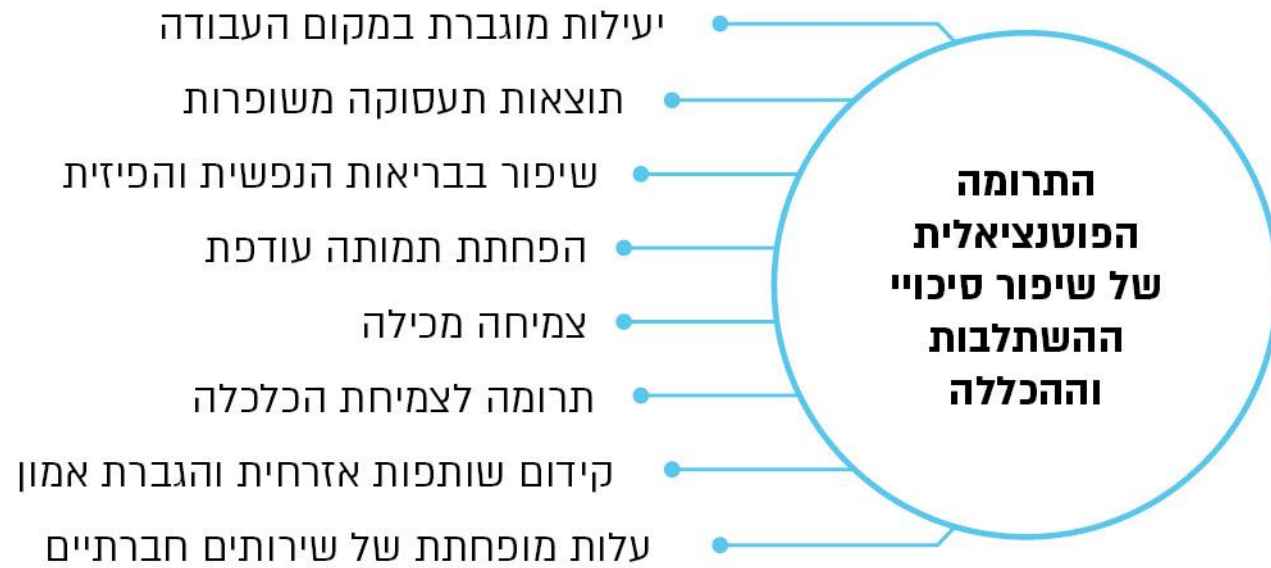 התרומה
הפוטנציאלית
של שיפור סיכויי
ההשתלבות
וההכללה
יעילות מוגברת במקום העבודה
תוצאות תעסוקה משופרות
שיפור בבריאות הנפשית והפיזית
הפחתת תמותה עודפת
צמיחה מכילה
תרומה לצמיחת הכלכלה
קידום שותפות אזרחית והגברת אמון
עלות מופחתת של שירותים חברתיים